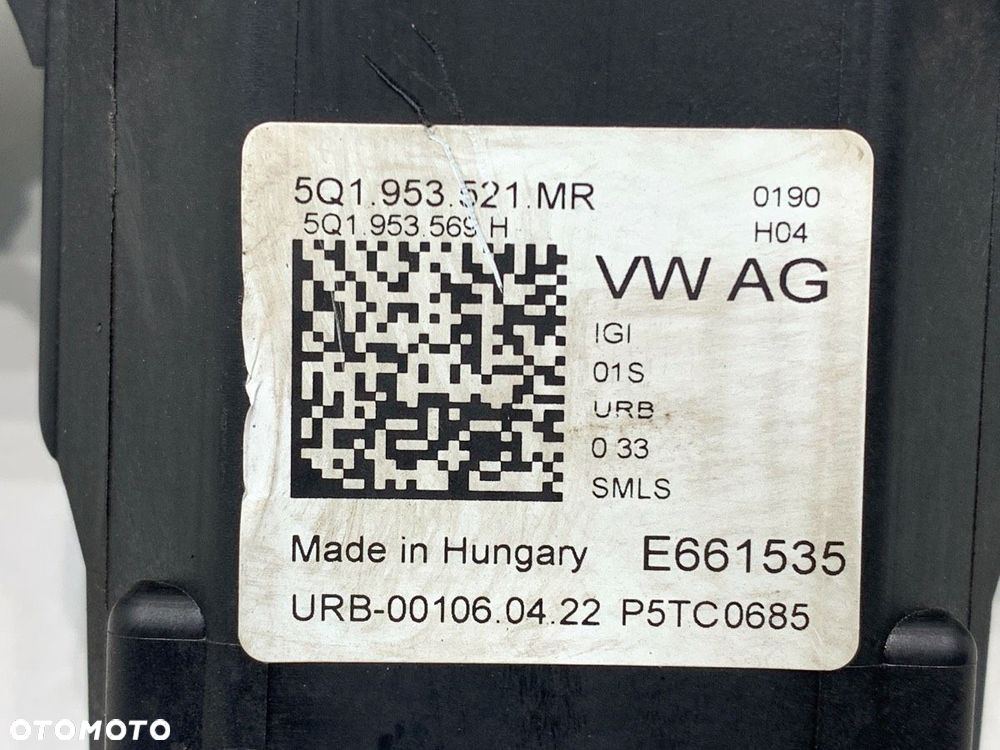 5Q1.953.521.MR
0190
5Q1.953.569 H
H04
VW AG
IGI
01S
URB
0 33
SMLS
Made in Hungary E661535
URB-00106.04.22 P5TC0685
OTOMOTO